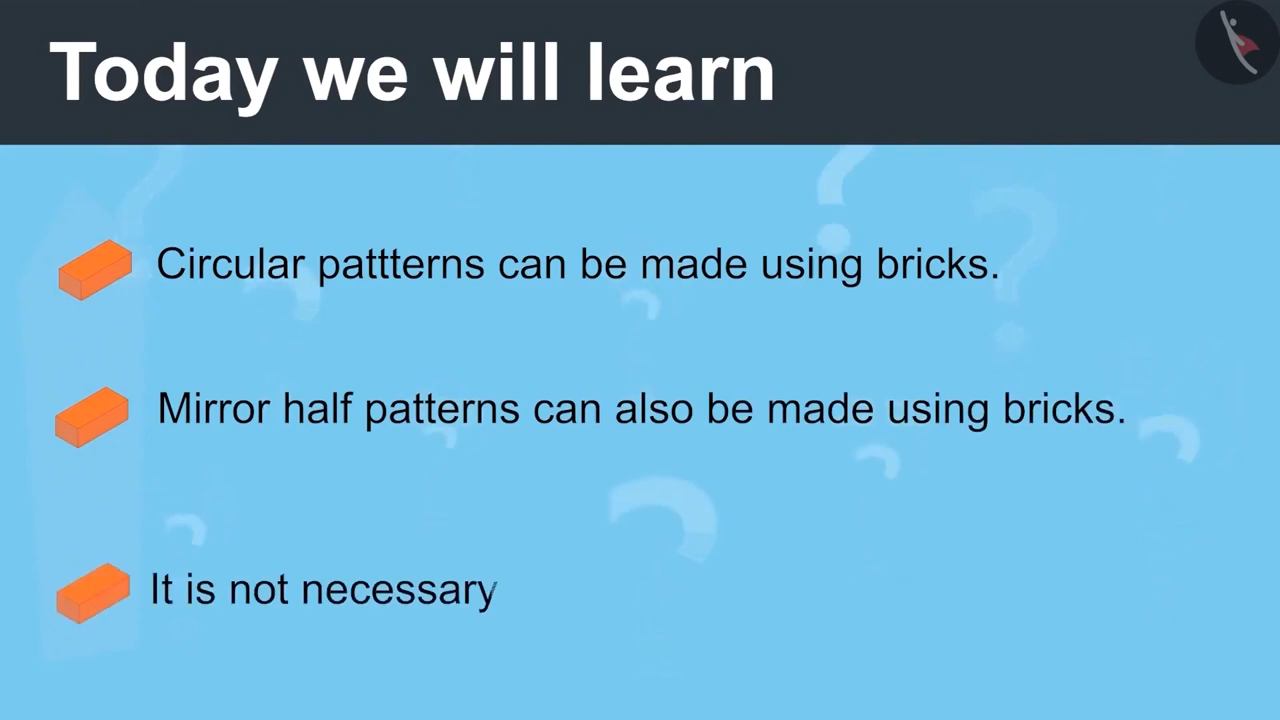 Today we will learn
Circular pattterns can be made using bricks.
Mirror half patterns can also be made using bricks.
It is not necessary